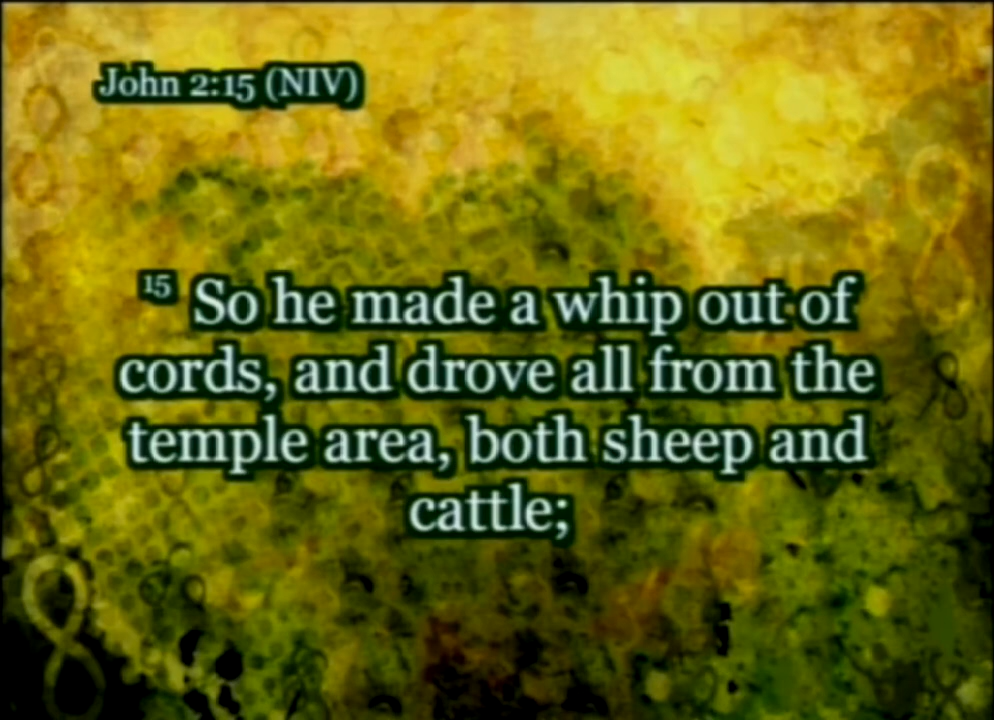 John 2:15 (NIV)
15 So he made a whip out of
cords, and drove all from the
temple area, both sheep and
cattle;